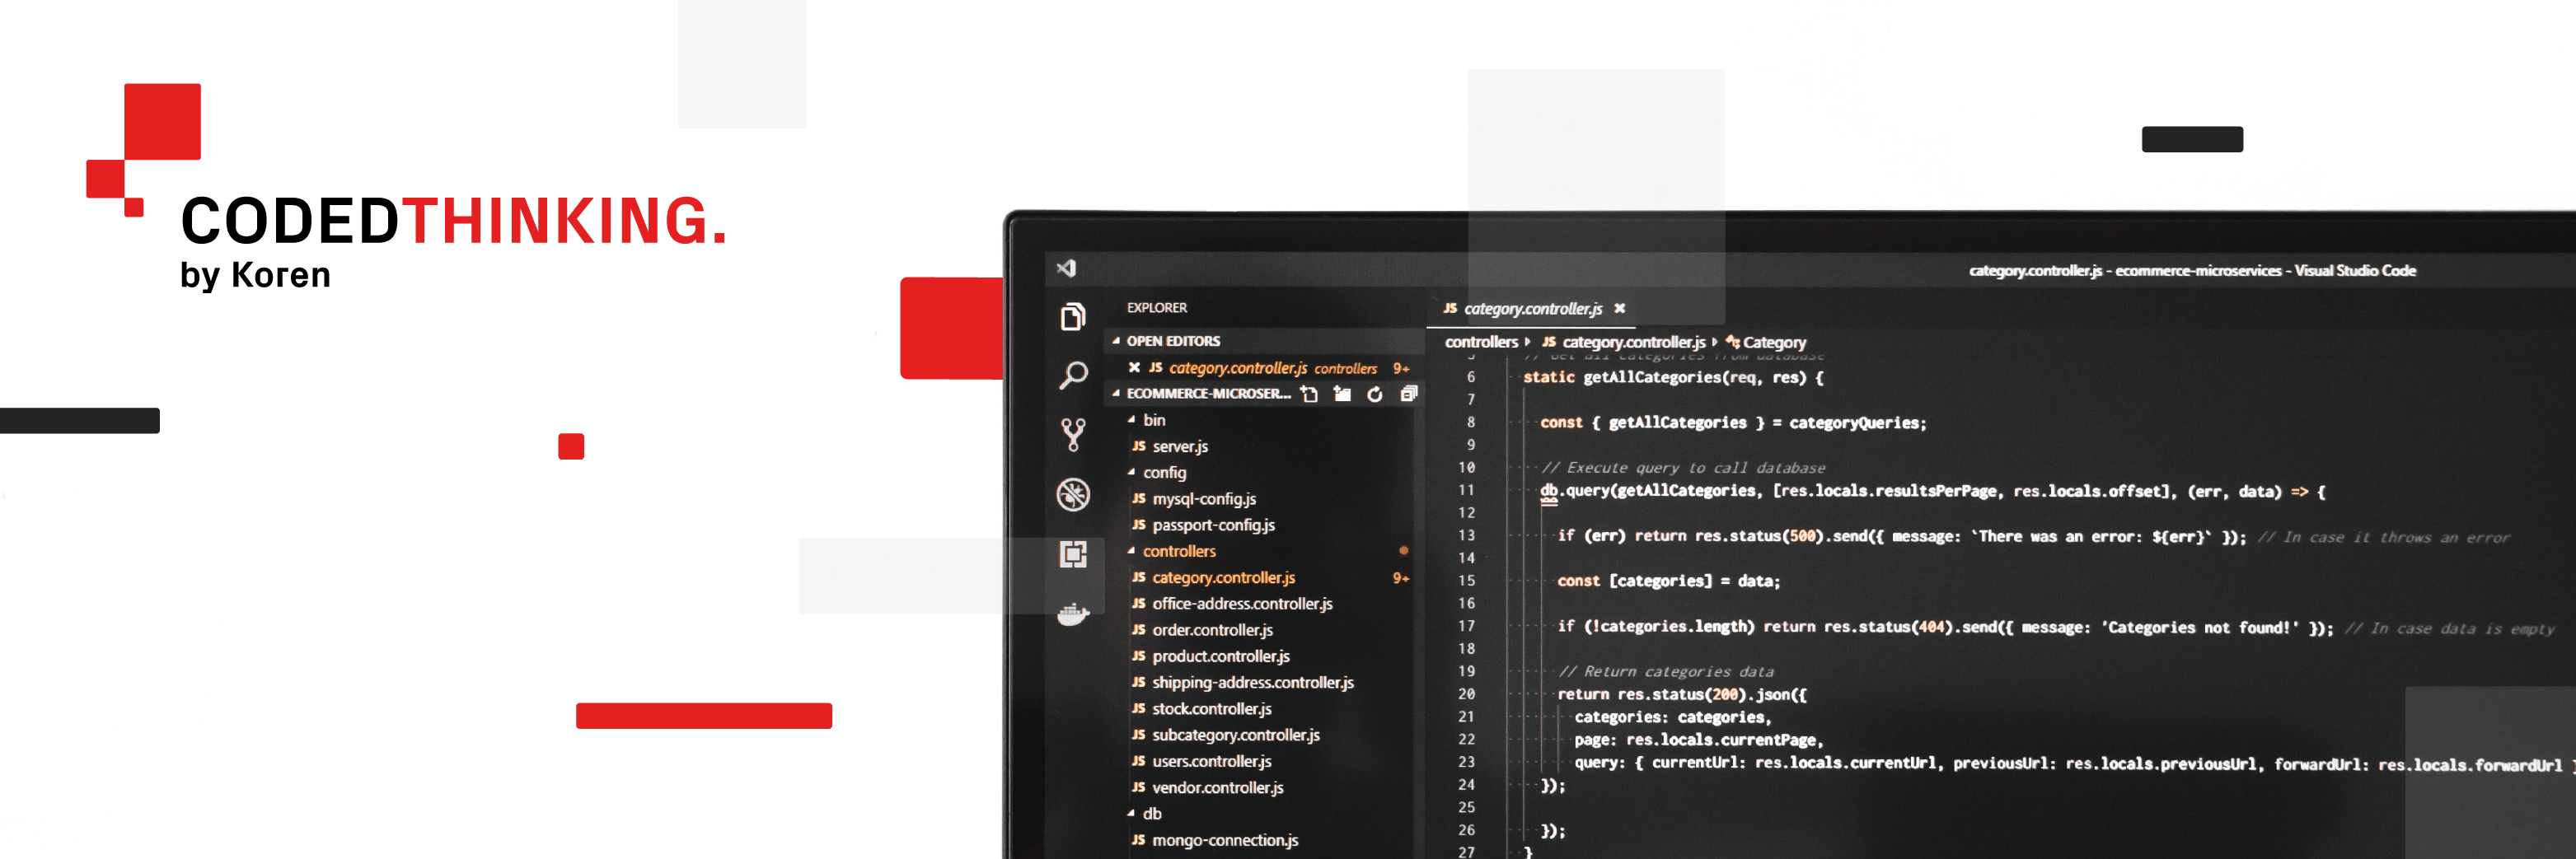 CODEDTHINKING.
by Koren
category.controller.js - ecommerce-microservices - Visual Studio Code
EXPLORER
OPEN EDITORS
JS category.controller.js controllers 9+
ECOMMERCE-MICROSER...
bin
JS server.js
config
JS mysql-config.js
JS passport-config.js
controllers
JS category.controller.js 9+
JS office-address.controller.js
JS order.controller.js
JS product.controller.js
JS shipping-address.controller.js
JS stock.controller.js
JS subcategory.controller.js
JS users.controller.js
JS vendor.controller.js
db
JS mongo-connection.js
JS category.controller.js
controllers JS category.controller.js Category
5 // Get all categories from database
6 static getAllCategories(req, res) {
7
8 const { getAllCategories } = categoryQueries;
9
10 // Execute query to call database
11 db.query(getAllCategories, [res.locals.resultsPerPage, res.locals.offset], (err, data) => {
12
13 if (err) return res.status(500).send({ message: `There was an error: ${err}` }); // In case it throws an error
14
15 const [categories] = data;
16
17 if (!categories.length) return res.status(404).send({ message: 'Categories not found!' }); // In case data is empty
18
19 // Return categories data
20 return res.status(200).json({
21 categories: categories,
22 page: res.locals.currentPage,
23 query: { currentUrl: res.locals.currentUrl, previousUrl: res.locals.previousUrl, forwardUrl: res.locals.forwardUrl }
24 });
25
26 });
27 }